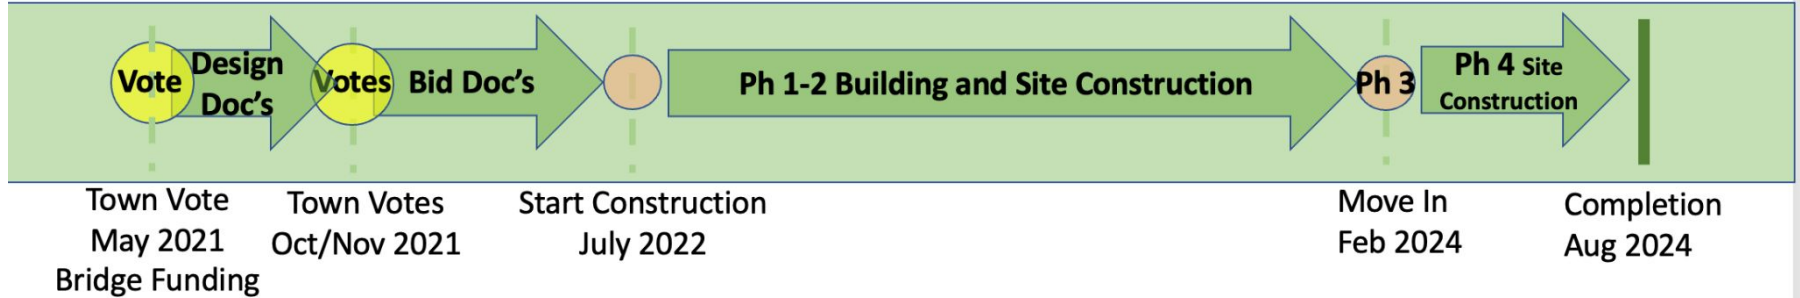 Vote
Design
Doc's
Votes
Bid Doc's
Ph 1-2 Building and Site Construction
Ph 3
Ph 4 Site
Construction
Town Vote
May 2021
Bridge Funding
Town Votes
Oct/Nov 2021
Start Construction
July 2022
Move In
Feb 2024
Completion
Aug 2024